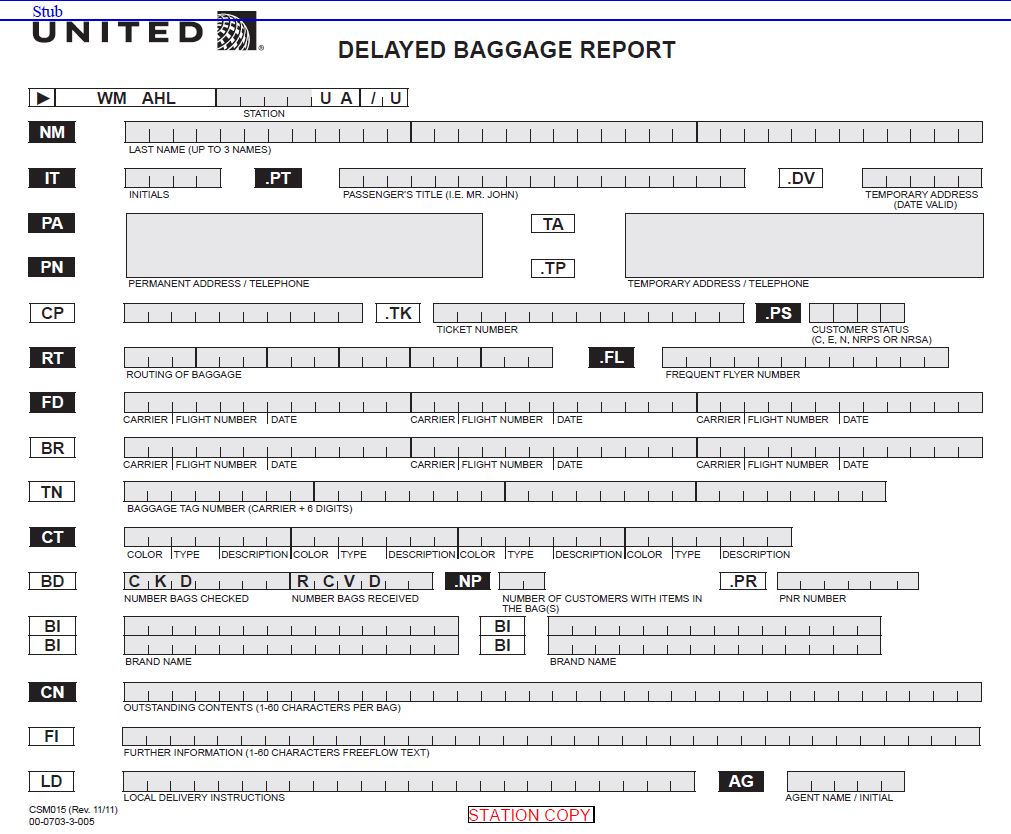 Stub
UNITED
DELAYED BAGGAGE REPORT
▶ WM AHL U A / U
STATION
NM
LAST NAME (UP TO 3 NAMES)
IT .PT .DV
INITIALS PASSENGER'S TITLE (I.E. MR. JOHN) TEMPORARY ADDRESS
(DATE VALID)
PA TA
PN .TP
PERMANENT ADDRESS / TELEPHONE TEMPORARY ADDRESS / TELEPHONE
CP .TK .PS
TICKET NUMBER CUSTOMER STATUS
(C, E, N, NRPS OR NRSA)
RT .FL
ROUTING OF BAGGAGE FREQUENT FLYER NUMBER
FD
CARRIER FLIGHT NUMBER DATE CARRIER FLIGHT NUMBER DATE CARRIER FLIGHT NUMBER DATE
BR
CARRIER FLIGHT NUMBER DATE CARRIER FLIGHT NUMBER DATE CARRIER FLIGHT NUMBER DATE
TN
BAGGAGE TAG NUMBER (CARRIER + 6 DIGITS)
CT
COLOR TYPE DESCRIPTION COLOR TYPE DESCRIPTION COLOR TYPE DESCRIPTION COLOR TYPE DESCRIPTION
BD C K D R C V D .NP .PR
NUMBER BAGS CHECKED NUMBER BAGS RECEIVED NUMBER OF CUSTOMERS WITH ITEMS IN PNR NUMBER
THE BAG(S)
BI BI
BI BI
BRAND NAME BRAND NAME
CN
OUTSTANDING CONTENTS (1-60 CHARACTERS PER BAG)
FI
FURTHER INFORMATION (1-60 CHARACTERS FREEFLOW TEXT)
LD AG
LOCAL DELIVERY INSTRUCTIONS AGENT NAME / INITIAL
CSM015 (Rev. 11/11)
00-0703-3-005
STATION COPY